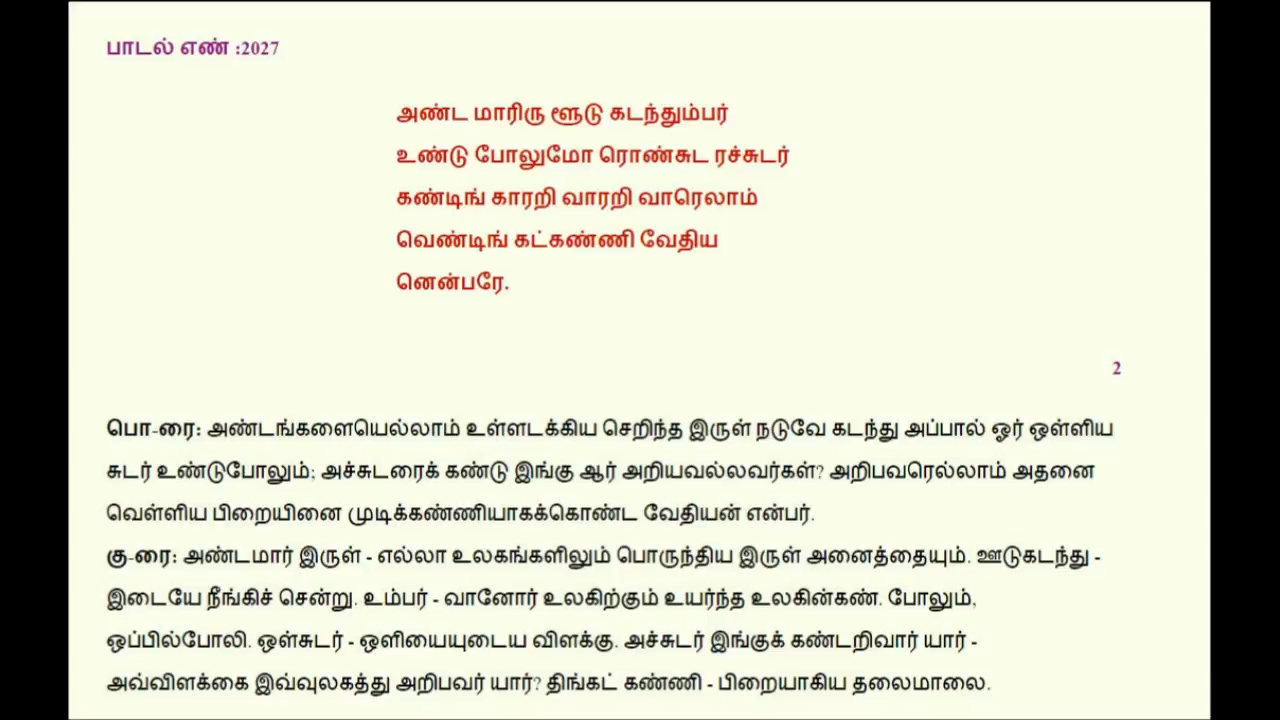 பாடல் எண் :2027
அண்ட மாரிரு ளூடு கடந்தும்பர்
உண்டு போலுமோ ரொண்சுட ரச்சுடர்
கண்டிங் காரறி வாரறி வாரெலாம்
வெண்டிங் கட்கண்ணி வேதிய
னென்பரே.
2
பொ-ரை: அண்டங்களையெல்லாம் உள்ளடக்கிய செறிந்த இருள் நடுவே கடந்து அப்பால் ஓர் ஒள்ளிய
சுடர் உண்டுபோலும்; அச்சுடரைக் கண்டு இங்கு ஆர் அறியவல்லவர்கள்? அறிபவரெல்லாம் அதனை
வெள்ளிய பிறையினை முடிக்கண்ணியாகக்கொண்ட வேதியன் என்பர்.
கு-ரை: அண்டமார் இருள் - எல்லா உலகங்களிலும் பொருந்திய இருள் அனைத்தையும். ஊடுகடந்து -
இடையே நீங்கிச் சென்று. உம்பர் - வானோர் உலகிற்கும் உயர்ந்த உலகின்கண். போலும்,
ஒப்பில்போலி. ஒள்சுடர் - ஒளியையுடைய விளக்கு. அச்சுடர் இங்குக் கண்டறிவார் யார் -
அவ்விளக்கை இவ்வுலகத்து அறிபவர் யார்? திங்கட் கண்ணி - பிறையாகிய தலைமாலை.